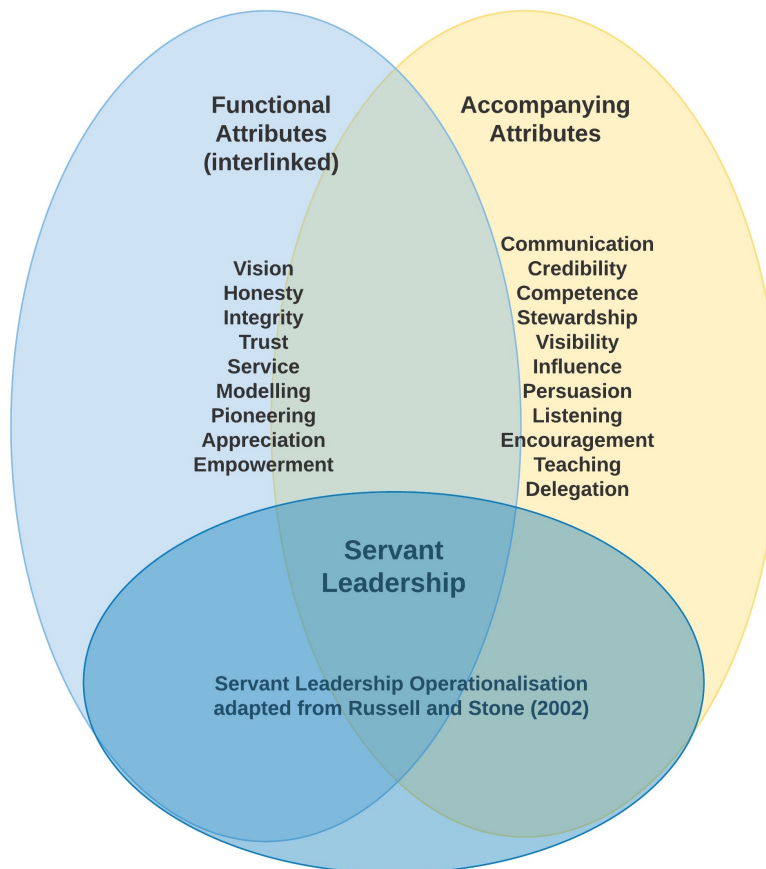 Functional
Attributes
(interlinked)
Accompanying
Attributes
Vision
Honesty
Integrity
Trust
Service
Modelling
Pioneering
Appreciation
Empowerment
Communication
Credibility
Competence
Stewardship
Visibility
Influence
Persuasion
Listening
Encouragement
Teaching
Delegation
Servant
Leadership
Servant Leadership Operationalisation
adapted from Russell and Stone (2002)